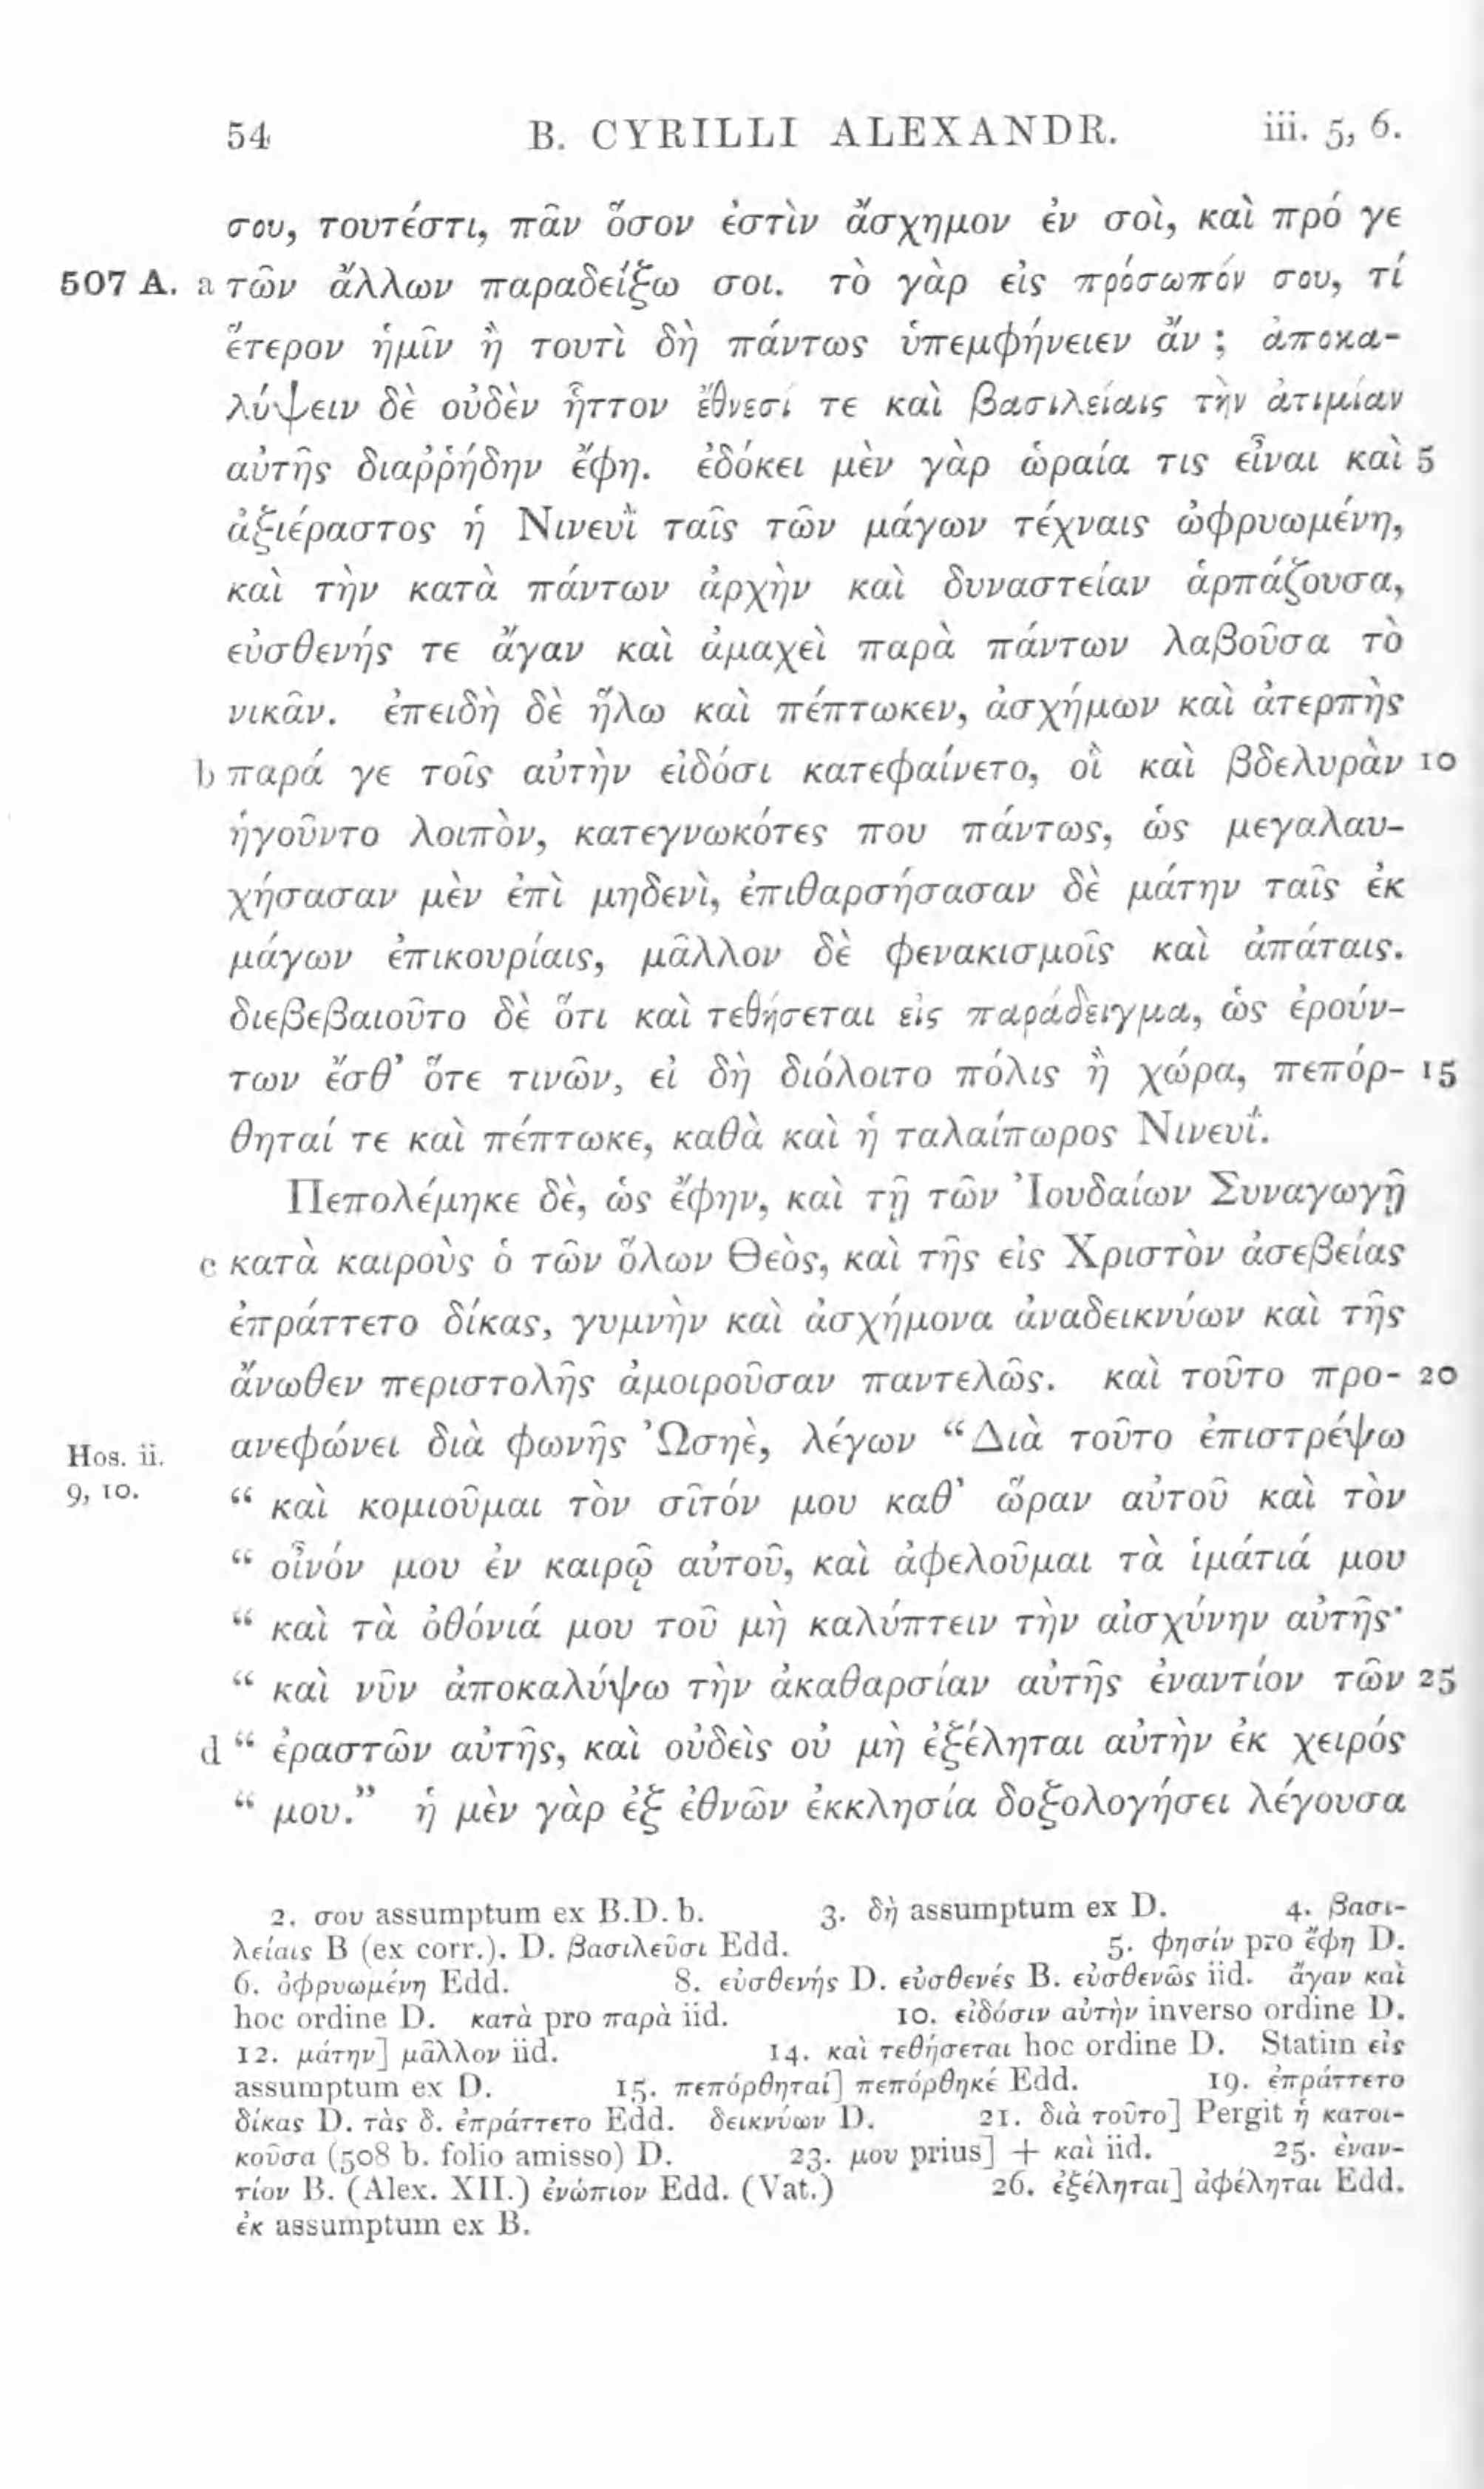 54 B. CYRILLI ALEXANDR. iii. 5, 6.
σου, τουτέστι, πᾶν ὅσον ἐστὶν ἄσχημον ἐν σοὶ, καὶ πρό γε
507 A. a τῶν ἄλλων παραδείξω σοι. τὸ γὰρ εἰς πρόσωπόν σου, τί
ἕτερον ἡμῖν ἢ τουτὶ δὴ πάντως ὑπεμφήνειεν ἄν ; ἀποκα-
λύψειν δὲ οὐδὲν ἧττον ἔθνεσί τε καὶ βασιλείαις τὴν ἀτιμίαν
αὐτῆς διαῤῥήδην ἔφη. ἐδόκει μὲν γὰρ ὡραία τις εἶναι καὶ 5
ἀξιέραστος ἡ Νινευῒ ταῖς τῶν μάγων τέχναις ὠφρυωμένη,
καὶ τὴν κατὰ πάντων ἀρχὴν καὶ δυναστείαν ἁρπάζουσα,
εὐσθενής τε ἄγαν καὶ ἀμαχεὶ παρὰ πάντων λαβοῦσα τὸ
νικᾶν. ἐπειδὴ δὲ ἥλω καὶ πέπτωκεν, ἀσχήμων καὶ ἀτερπὴς
b παρά γε τοῖς αὐτὴν εἰδόσι κατεφαίνετο, οἳ καὶ βδελυρὰν 10
ἡγοῦντο λοιπὸν, κατεγνωκότες που πάντως, ὡς μεγαλαυ-
χήσασαν μὲν ἐπὶ μηδενὶ, ἐπιθαρσήσασαν δὲ μάτην ταῖς ἐκ
μάγων ἐπικουρίαις, μᾶλλον δὲ φενακισμοῖς καὶ ἀπάταις.
διεβεβαιοῦτο δὲ ὅτι καὶ τεθήσεται εἰς παράδειγμα, ὡς ἐρούν-
των ἔσθ’ ὅτε τινῶν, εἰ δὴ διόλοιτο πόλις ἢ χώρα, πεπόρ- 15
θηταί τε καὶ πέπτωκε, καθὰ καὶ ἡ ταλαίπωρος Νινευΐ.
Πεπολέμηκε δὲ, ὡς ἔφην, καὶ τῇ τῶν Ἰουδαίων Συναγωγῇ
c κατὰ καιροὺς ὁ τῶν ὅλων Θεὸς, καὶ τῆς εἰς Χριστὸν ἀσεβείας
ἐπράττετο δίκας, γυμνὴν καὶ ἀσχήμονα ἀναδεικνύων καὶ τῆς
ἄνωθεν περιστολῆς ἀμοιροῦσαν παντελῶς. καὶ τοῦτο προ- 20
Hos. ii. ανεφώνει διὰ φωνῆς Ὠσηὲ, λέγων “Διὰ τοῦτο ἐπιστρέψω
9, 10. “ καὶ κομιοῦμαι τὸν σῖτόν μου καθ’ ὥραν αὐτοῦ καὶ τὸν
“ οἶνόν μου ἐν καιρῷ αὐτοῦ, καὶ ἀφελοῦμαι τὰ ἱμάτιά μου
“ καὶ τὰ ὀθόνιά μου τοῦ μὴ καλύπτειν τὴν αἰσχύνην αὐτῆς·
“ καὶ νῦν ἀποκαλύψω τὴν ἀκαθαρσίαν αὐτῆς ἐναντίον τῶν 25
d “ ἐραστῶν αὐτῆς, καὶ οὐδεὶς οὐ μὴ ἐξέληται αὐτὴν ἐκ χειρός
“ μου.” ἡ μὲν γὰρ ἐξ ἐθνῶν ἐκκλησία δοξολογήσει λέγουσα
2. σου assumptum ex B.D. b. 3. δὴ assumptum ex D. 4. βασι-
λείαις B (ex corr.). D. βασιλεῦσι Edd. 5. φησίν pro ἔφη D.
6. ὀφρυωμένη Edd. 8. εὐσθενής D. εὐσθενές B. εὐσθενῶς iid. ἄγαν καὶ
hoc ordine D. κατὰ pro παρὰ iid. 10. εἰδόσιν αὐτὴν inverso ordine D.
12. μάτην] μᾶλλον iid. 14. καὶ τεθήσεται hoc ordine D. Statim εἰς
assumptum ex D. 15. πεπόρθηταί] πεπόρθηκέ Edd. 19. ἐπράττετο
δίκας D. τὰς δ. ἐπράττετο Edd. δεικνύων D. 21. διὰ τοῦτο] Pergit ἡ κατοι-
κοῦσα (508 b. folio amisso) D. 23. μου prius] + καὶ iid. 25. ἐναν-
τίον B. (Alex. XII.) ἐνώπιον Edd. (Vat.) 26. ἐξέληται] ἀφέληται Edd.
ἐκ assumptum ex B.